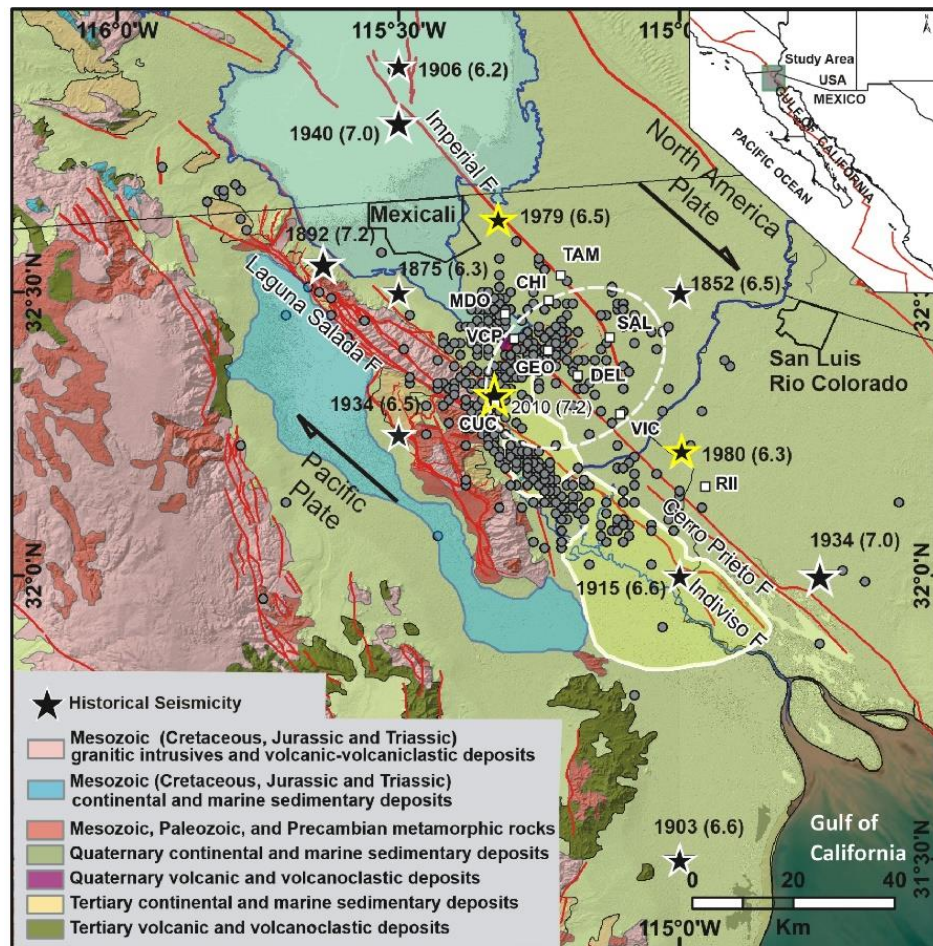 116°0'W
115°30'W
115°0'W
Study Area
USA
MEXICO
GULF OF CALIFORNIA
PACIFIC OCEAN
1906 (6.2)
1940 (7.0)
Imperial F.
North America
Plate
Mexicali
1979 (6.5)
1892 (7.2)
1875 (6.3)
TAM
CHI
1852 (6.5)
32°30'N
32°30'N
MDO
Laguna Salada F
VCP
SAL
GEO
San Luis
Rio Colorado
DEL
1934 (6.5)
2010 (7.2)
CUC
VIC
1980 (6.3)
RII
Pacific
Plate
Cerro Prieto F
1934 (7.0)
32°0'N
32°0'N
1915 (6.6)
Indiviso F
Historical Seismicity
Mesozoic (Cretaceous, Jurassic and Triassic)
granitic intrusives and volcanic-volcaniclastic deposits
Mesozoic (Cretaceous, Jurassic and Triassic)
continental and marine sedimentary deposits
Mesozoic, Paleozoic, and Precambian metamorphic rocks
Quaternary continental and marine sedimentary deposits
Quaternary volcanic and volcanoclastic deposits
Tertiary continental and marine sedimentary deposits
Tertiary volcanic and volcanoclastic deposits
1903 (6.6)
Gulf of
California
31°30'N
0 20 40
Km
115°0'W